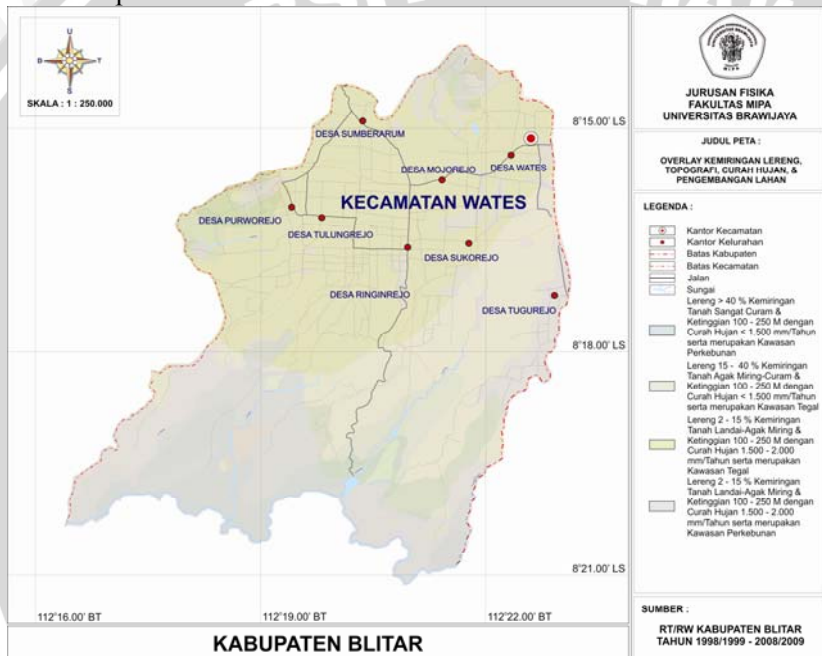 U
B T
S
SKALA : 1 : 250.000
8°15.00' LS
DESA SUMBERARUM
DESA MOJOREJO
DESA WATES
KECAMATAN WATES
DESA PURWOREJO
DESA TULUNGREJO
DESA SUKOREJO
DESA RINGINREJO
DESA TUGUREJO
8°18.00' LS
8°21.00' LS
112°16.00' BT
112°19.00' BT
112°22.00' BT
KABUPATEN BLITAR
JURUSAN FISIKA
FAKULTAS MIPA
UNIVERSITAS BRAWIJAYA
JUDUL PETA :
OVERLAY KEMIRINGAN LERENG,
TOPOGRAFI, CURAH HUJAN, &
PENGEMBANGAN LAHAN
LEGENDA :
Kantor Kecamatan
Kantor Kelurahan
Batas Kabupaten
Batas Kecamatan
Jalan
Sungai
Lereng > 40 % Kemiringan
Tanah Sangat Curam &
Ketinggian 100 - 250 M dengan
Curah Hujan < 1.500 mm/Tahun
serta merupakan Kawasan
Perkebunan
Lereng 15 - 40 % Kemiringan
Tanah Agak Miring-Curam &
Ketinggian 100 - 250 M dengan
Curah Hujan < 1.500 mm/Tahun
serta merupakan Kawasan Tegal
Lereng 2 - 15 % Kemiringan
Tanah Landai-Agak Miring &
Ketinggian 100 - 250 M dengan
Curah Hujan 1.500 - 2.000
mm/Tahun serta merupakan
Kawasan Tegal
Lereng 2 - 15 % Kemiringan
Tanah Landai-Agak Miring &
Ketinggian 100 - 250 M dengan
Curah Hujan 1.500 - 2.000
mm/Tahun serta merupakan
Kawasan Perkebunan
SUMBER :
RT/RW KABUPATEN BLITAR
TAHUN 1998/1999 - 2008/2009